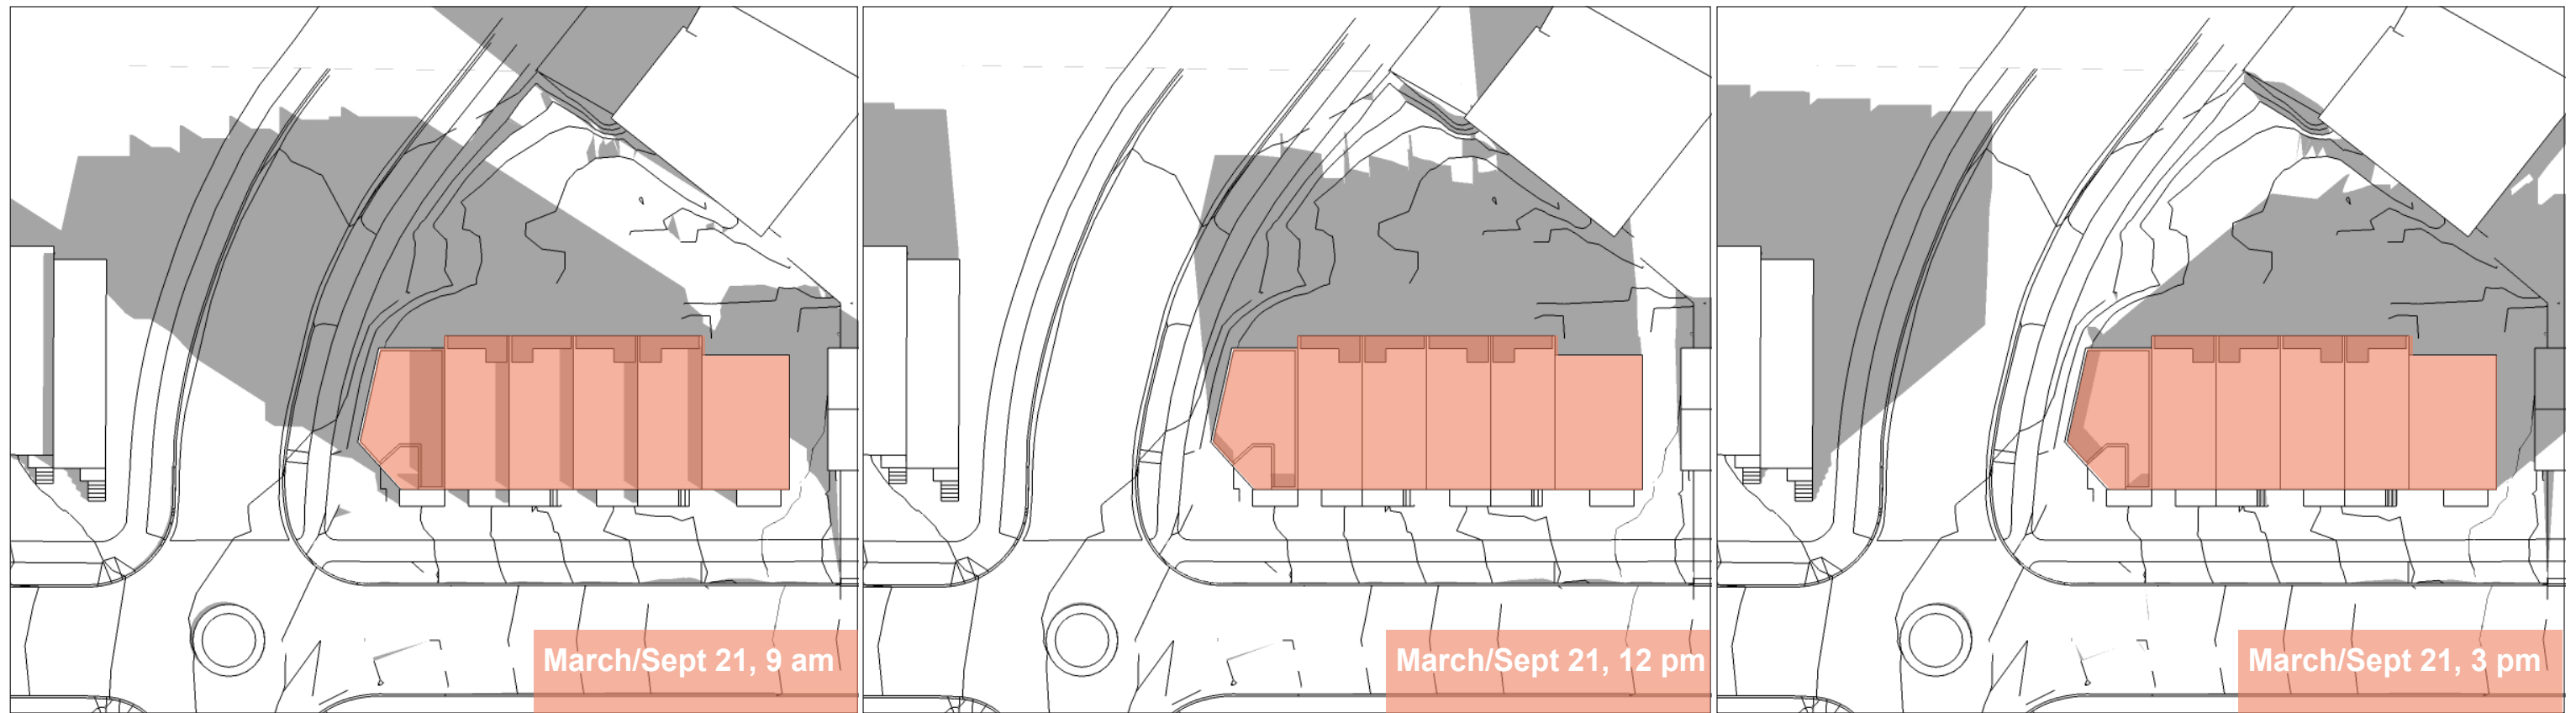 March/Sept 21, 9 am
March/Sept 21, 12 pm
March/Sept 21, 3 pm